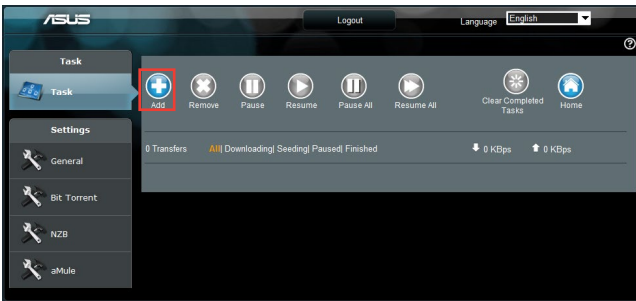 ASUS
Logout
Language English
Task
Task
Add Remove Pause Resume Pause All Resume All Clear Completed Tasks Home
Settings
0 Transfers All| Downloading| Seeding| Paused| Finished 0 KBps 0 KBps
General
Bit Torrent
NZB
aMule